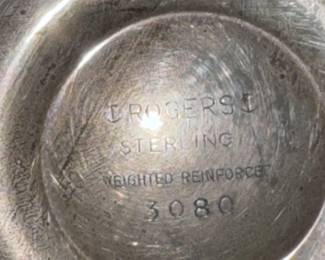 ROGERS
STERLING
WEIGHTED REINFORCED
3080